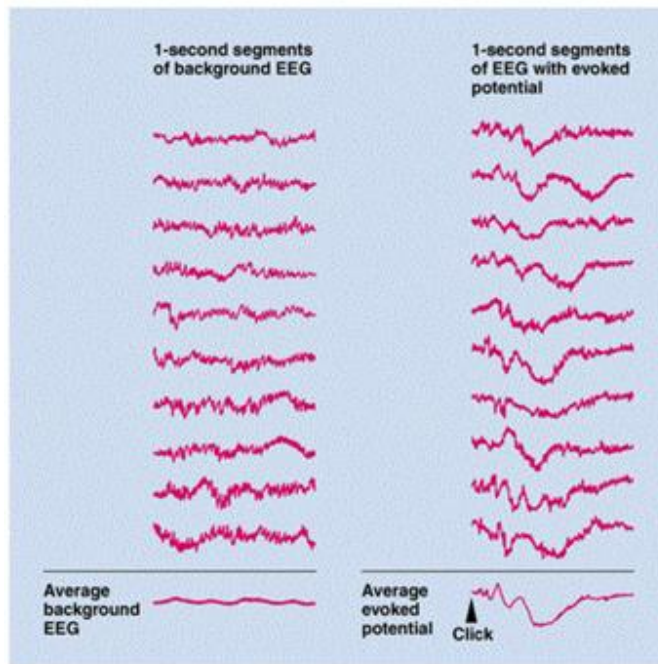 1-second segments
of background EEG
1-second segments
of EEG with evoked
potential
Average
background
EEG
Average
evoked
potential
Click